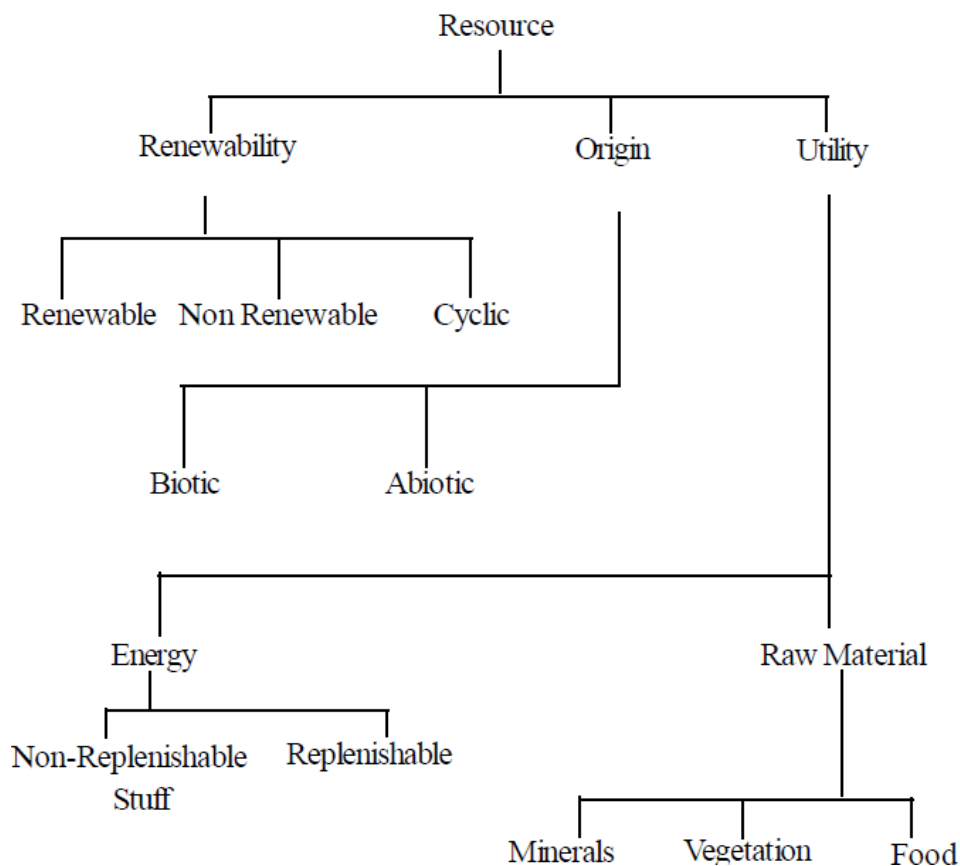 Resource
Renewability Origin Utility
Renewable Non Renewable Cyclic
Biotic Abiotic
Energy Raw Material
Non-Replenishable Replenishable
Stuff
Minerals Vegetation Food